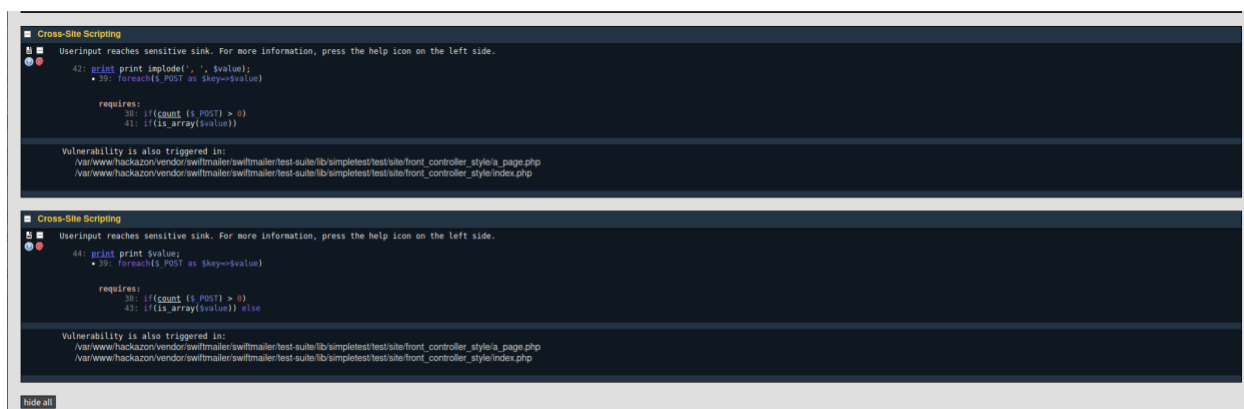 Cross-Site Scripting
Userinput reaches sensitive sink. For more information, press the help icon on the left side.
42: print print implode(', ', $value);
• 39: foreach($_POST as $key=>$value)
requires:
38: if(count ($_POST) > 0)
41: if(is_array($value))
Vulnerability is also triggered in:
/var/www/hackazon/vendor/swiftmailer/swiftmailer/test-suite/lib/simpletest/test/site/front_controller_style/a_page.php
/var/www/hackazon/vendor/swiftmailer/swiftmailer/test-suite/lib/simpletest/test/site/front_controller_style/index.php
Cross-Site Scripting
Userinput reaches sensitive sink. For more information, press the help icon on the left side.
44: print print $value;
• 39: foreach($_POST as $key=>$value)
requires:
38: if(count ($_POST) > 0)
43: if(is_array($value)) else
Vulnerability is also triggered in:
/var/www/hackazon/vendor/swiftmailer/swiftmailer/test-suite/lib/simpletest/test/site/front_controller_style/a_page.php
/var/www/hackazon/vendor/swiftmailer/swiftmailer/test-suite/lib/simpletest/test/site/front_controller_style/index.php
hide all